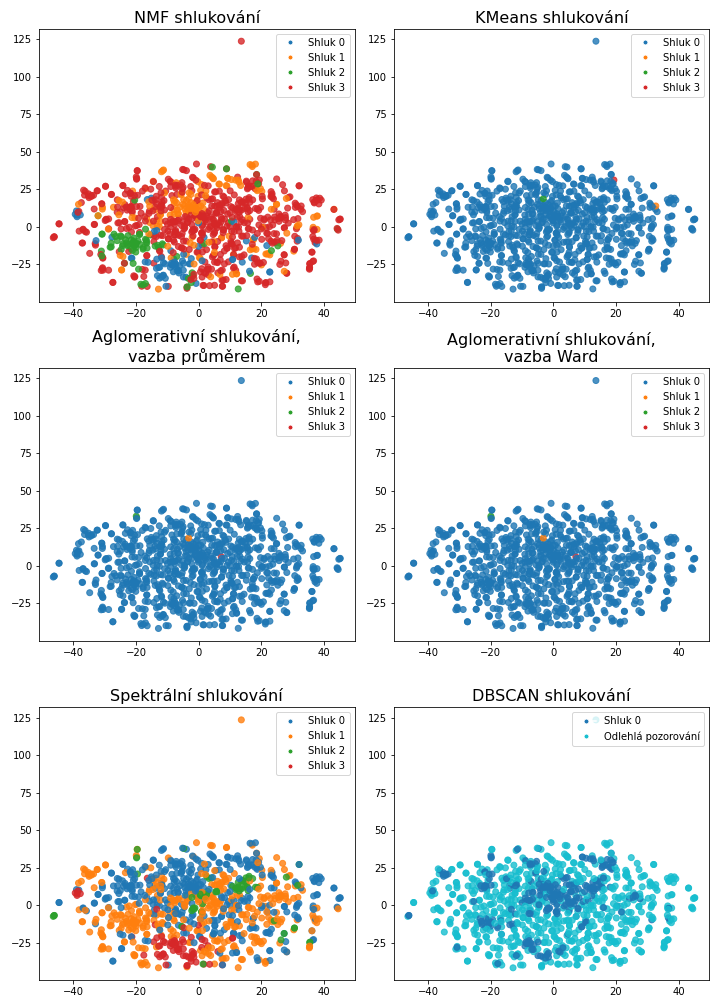 NMF shlukování
125
100
75
50
25
0
−25
−40
−20
0
20
40
Shluk 0
Shluk 1
Shluk 2
Shluk 3
KMeans shlukování
125
100
75
50
25
0
−25
−40
−20
0
20
40
Shluk 0
Shluk 1
Shluk 2
Shluk 3
Aglomerativní shlukování,
vazba průměrem
125
100
75
50
25
0
−25
−40
−20
0
20
40
Shluk 0
Shluk 1
Shluk 2
Shluk 3
Aglomerativní shlukování,
vazba Ward
125
100
75
50
25
0
−25
−40
−20
0
20
40
Shluk 0
Shluk 1
Shluk 2
Shluk 3
Spektrální shlukování
125
100
75
50
25
0
−25
−40
−20
0
20
40
Shluk 0
Shluk 1
Shluk 2
Shluk 3
DBSCAN shlukování
125
100
75
50
25
0
−25
−40
−20
0
20
40
Shluk 0
Odlehlá pozorování